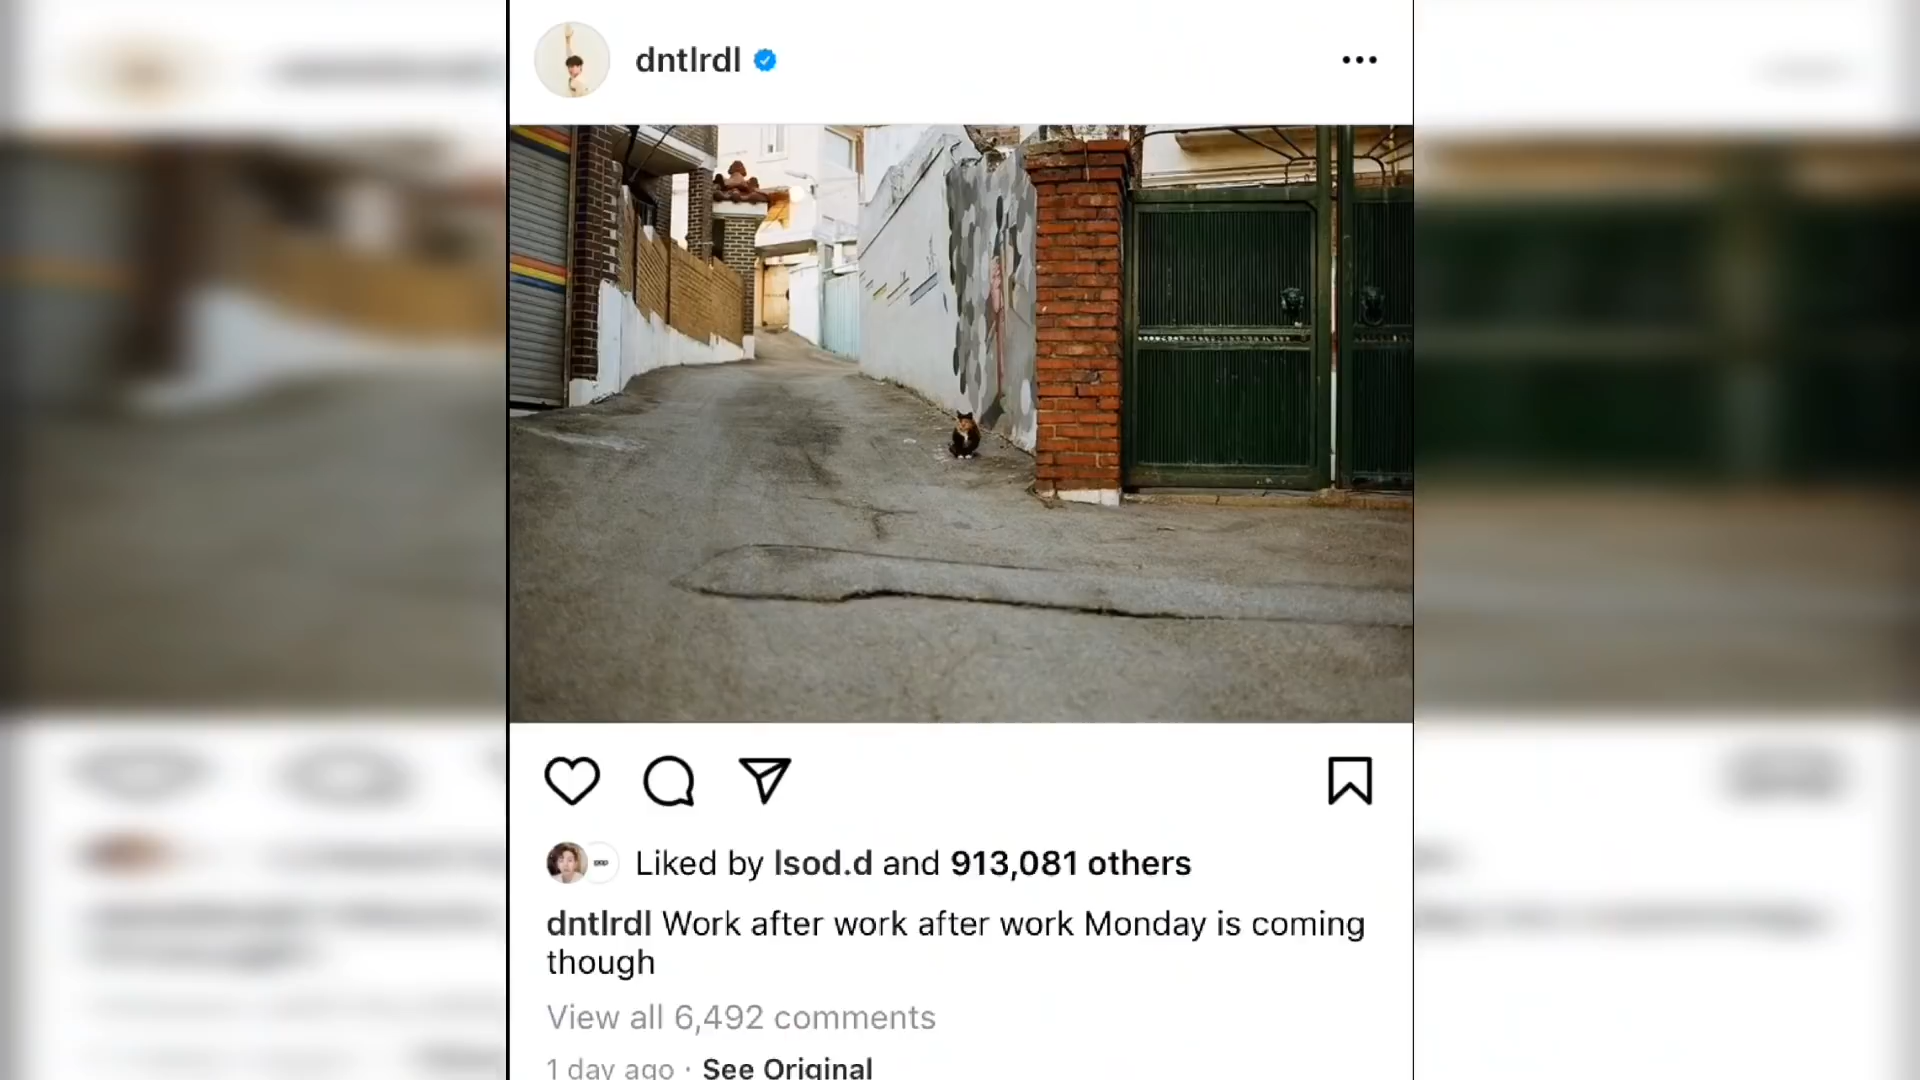 dntlrdl
Liked by lsod.d and 913,081 others
dntlrdl Work after work after work Monday is coming
though
View all 6,492 comments
1 day ago · See Original